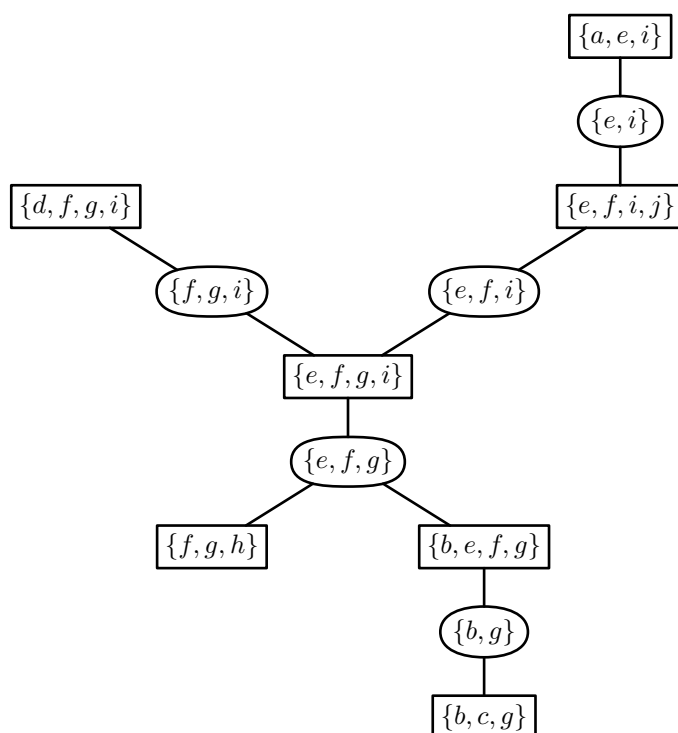 {a, e, i}
{e, i}
{d, f, g, i}
{e, f, i, j}
{f, g, i}
{e, f, i}
{e, f, g, i}
{e, f, g}
{f, g, h}
{b, e, f, g}
{b, g}
{b, c, g}